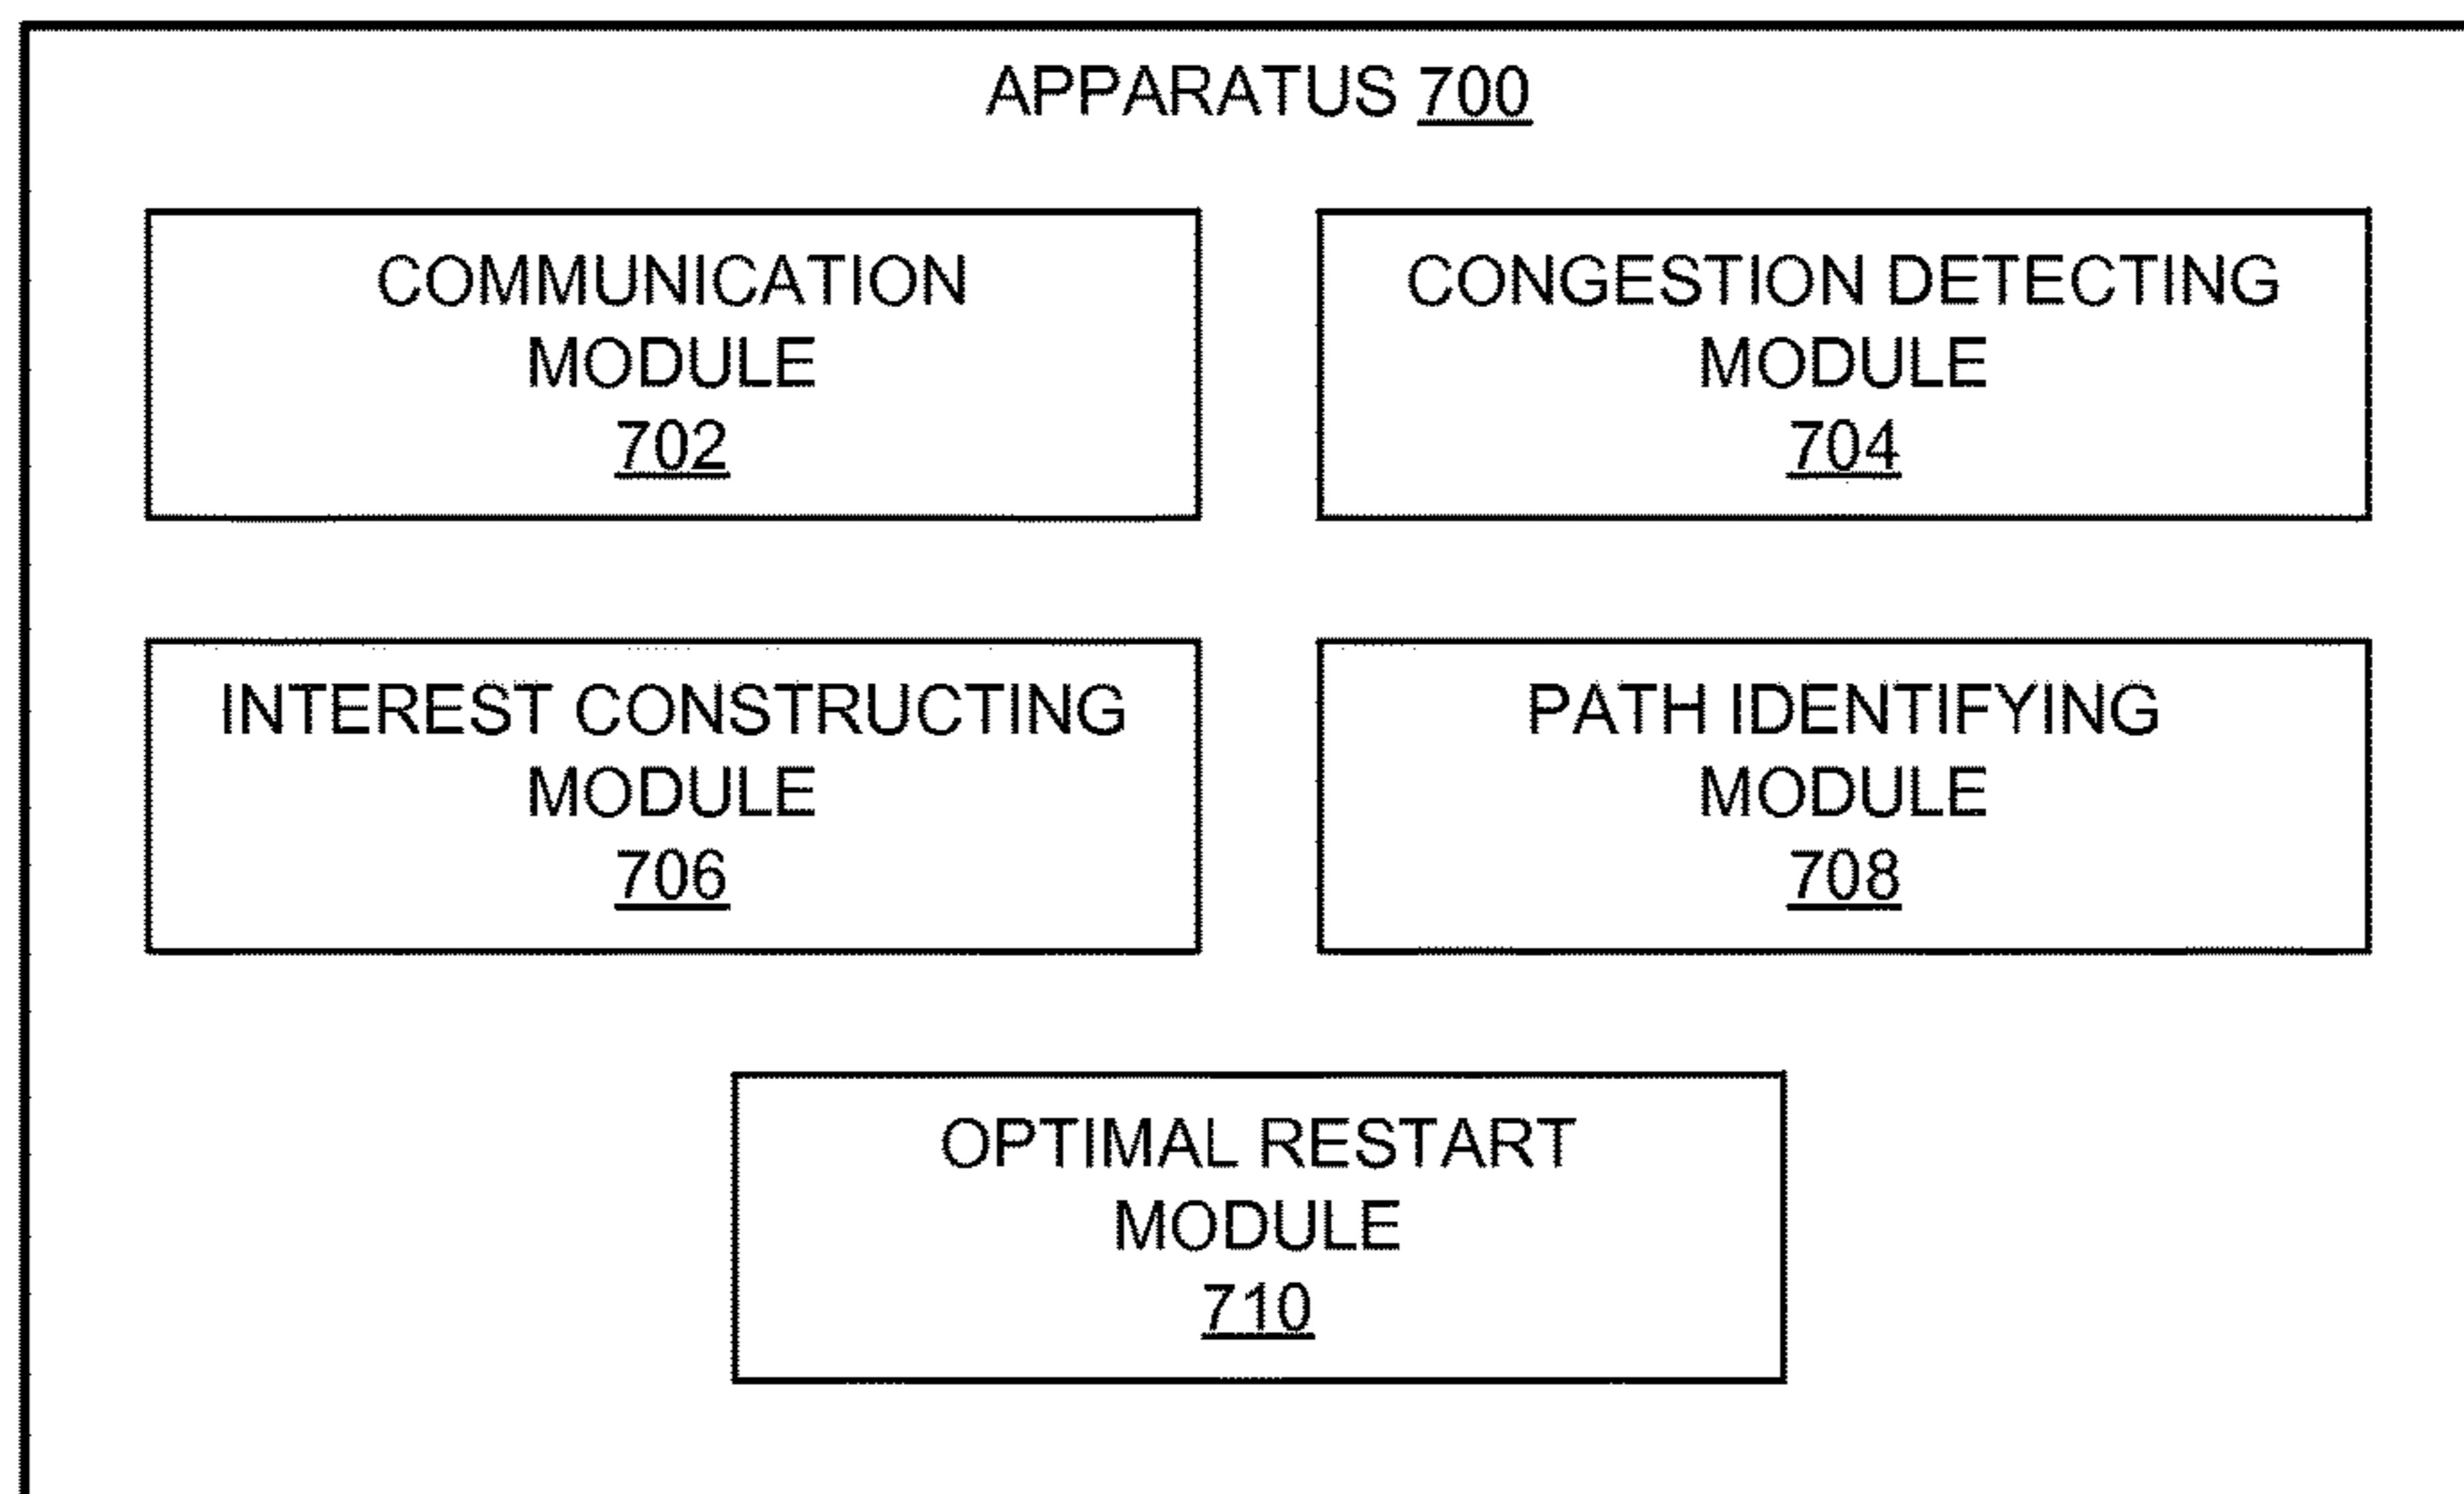 APPARATUS 700
COMMUNICATION
MODULE
702
CONGESTION DETECTING
MODULE
704
INTEREST CONSTRUCTING
MODULE
706
PATH IDENTIFYING
MODULE
708
OPTIMAL RESTART
MODULE
710